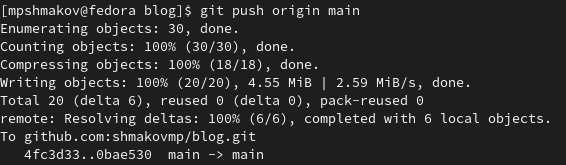 [mpshmakov@fedora blog]$ git push origin main
Enumerating objects: 30, done.
Counting objects: 100% (30/30), done.
Compressing objects: 100% (18/18), done.
Writing objects: 100% (20/20), 4.55 MiB | 2.59 MiB/s, done.
Total 20 (delta 6), reused 0 (delta 0), pack-reused 0
remote: Resolving deltas: 100% (6/6), completed with 6 local objects.
To github.com:shmakovmp/blog.git
   4fc3d33..0bae530  main -> main